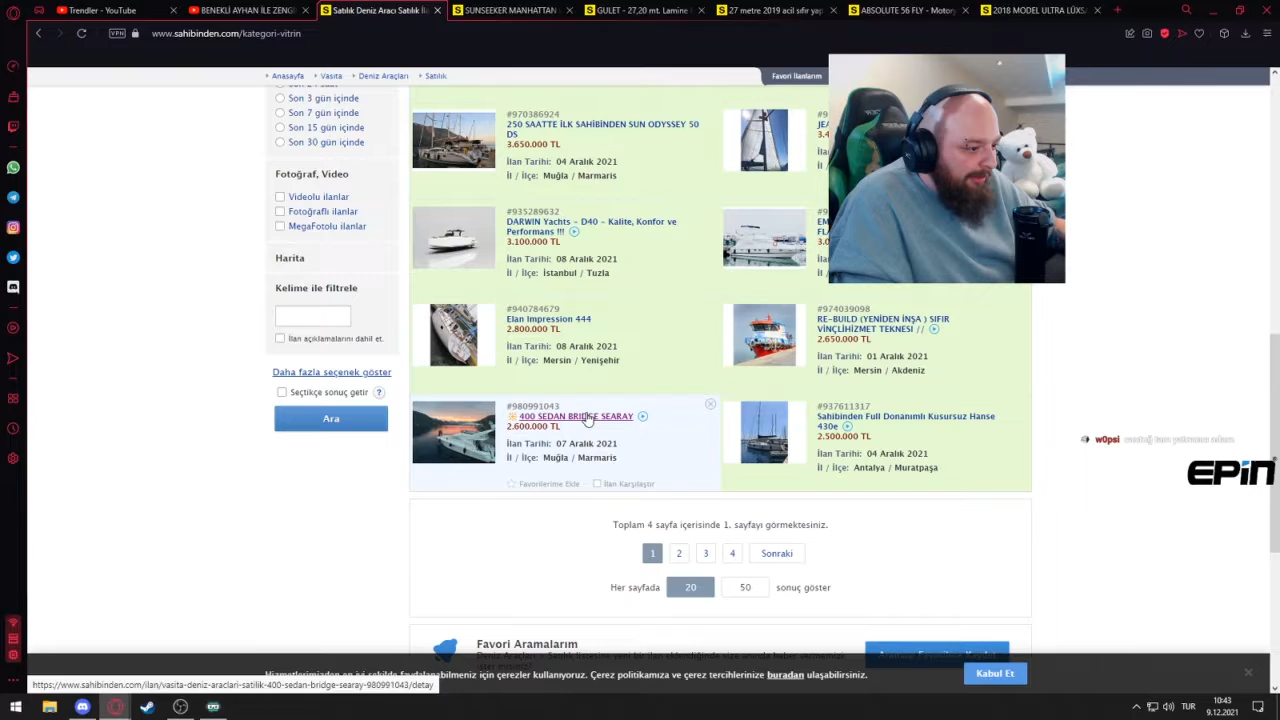 Trendler - YouTube
BENEKLİ AYHAN İLE ZENG
Satılık Deniz Aracı Satılık İla
SUNSEEKER MANHATTAN
GULET - 27,20 mt. Lamine
27 metre 2019 acil sıfır yap
ABSOLUTE 56 FLY - Motory
2018 MODEL ULTRA LÜXSA
VPN
www.sahibinden.com/kategori-vitrin
Anasayfa
Vasıta
Deniz Araçları
Satılık
Favori İlanlarım
Son 3 gün içinde
Son 7 gün içinde
Son 15 gün içinde
Son 30 gün içinde
Fotoğraf, Video
Videolu ilanlar
Fotoğraflı ilanlar
MegaFotolu ilanlar
Harita
Kelime ile filtrele
İlan açıklamalarını dahil et.
Daha fazla seçenek göster
Seçtikçe sonuç getir ?
Ara
#970386924
250 SAATTE İLK SAHİBİNDEN SUN ODYSSEY 50
DS
3.650.000 TL
İlan Tarihi: 04 Aralık 2021
İl / İlçe: Muğla / Marmaris
#935289632
DARWIN Yachts - D40 - Kalite, Konfor ve
Performans !!!
3.100.000 TL
İlan Tarihi: 08 Aralık 2021
İl / İlçe: İstanbul / Tuzla
#940784679
Elan Impression 444
2.800.000 TL
İlan Tarihi: 08 Aralık 2021
İl / İlçe: Mersin / Yenişehir
#974039098
RE-BUILD (YENİDEN İNŞA ) SIFIR
VİNÇLİHİZMET TEKNESI //
2.650.000 TL
İlan Tarihi: 01 Aralık 2021
İl / İlçe: Mersin / Akdeniz
#980991043
400 SEDAN BRIDGE SEARAY
2.600.000 TL
İlan Tarihi: 07 Aralık 2021
İl / İlçe: Muğla / Marmaris
Favorilerime Ekle
İlan Karşılaştır
#937611317
Sahibinden Full Donanımlı Kusursuz Hanse
430e
2.500.000 TL
İlan Tarihi: 04 Aralık 2021
İl / İlçe: Antalya / Muratpaşa
w0psi
EPİN
Toplam 4 sayfa içerisinde 1. sayfayı görmektesiniz.
1 2 3 4 Sonraki
Her sayfada 20 50 sonuç göster
Favori Aramalarım
Hizmetlerimizden en iyi şekilde faydalanabilmeniz için çerezler kullanıyoruz. Çerez politikamıza ve çerez tercihlerinize buradan ulaşabilirsiniz.
Kabul Et
https://www.sahibinden.com/ilan/vasita-deniz-araclari-satilik-400-sedan-bridge-searay-980991043/detay
TUR
10:43
9.12.2021